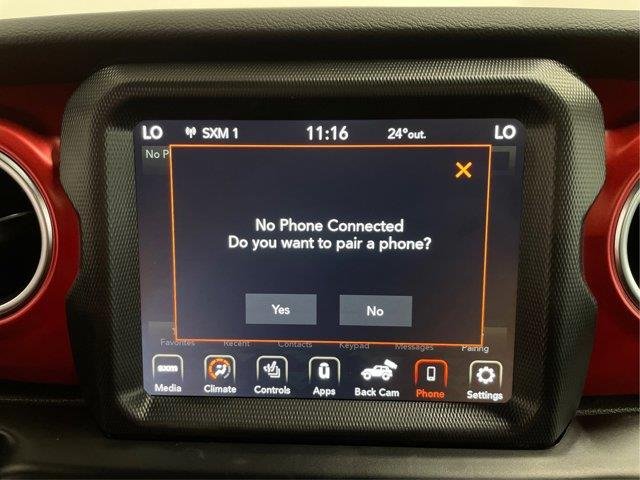 LO SXM 1 11:16 24°out. LO
No P
No Phone Connected
Do you want to pair a phone?
Yes No
Favorites Recent Contacts Keypad Messages Pairing
sxm
Media Climate Controls Apps Back Cam Phone Settings